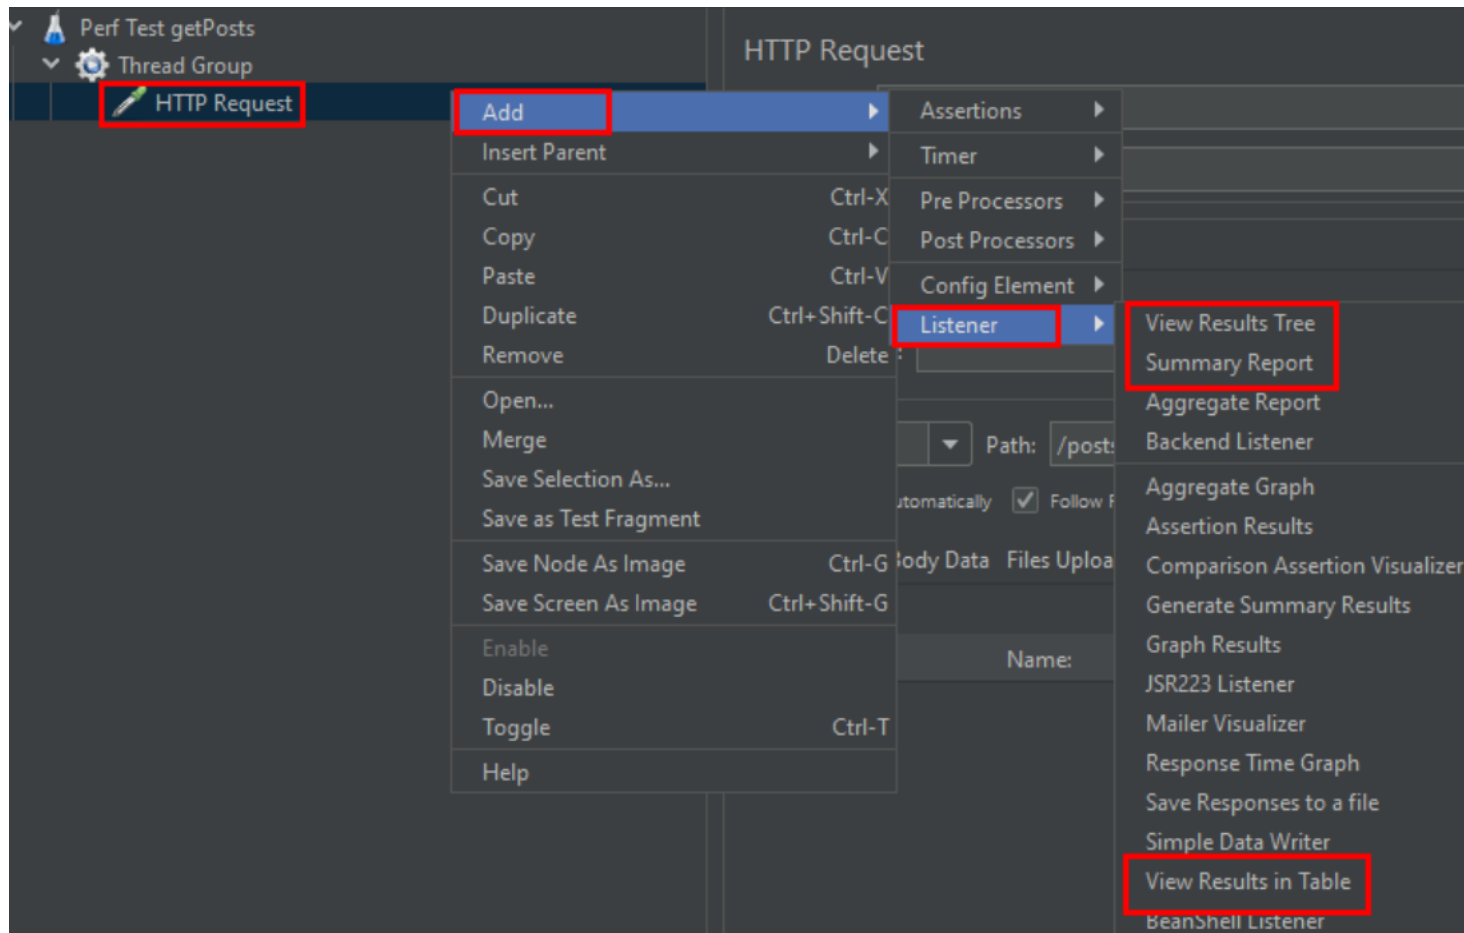 Perf Test getPosts
Thread Group
HTTP Request
HTTP Request
Add
Insert Parent
Cut Ctrl-X
Copy Ctrl-C
Paste Ctrl-V
Duplicate Ctrl+Shift-C
Remove Delete
Open...
Merge
Save Selection As...
Save as Test Fragment
Save Node As Image Ctrl-G
Save Screen As Image Ctrl+Shift-G
Enable
Disable
Toggle Ctrl-T
Help
Assertions
Timer
Pre Processors
Post Processors
Config Element
Listener
View Results Tree
Summary Report
Aggregate Report
Backend Listener
Aggregate Graph
Assertion Results
Comparison Assertion Visualizer
Generate Summary Results
Graph Results
JSR223 Listener
Mailer Visualizer
Response Time Graph
Save Responses to a file
Simple Data Writer
View Results in Table
BeanShell Listener
Path: /posts
utomatically Follow
Body Data Files Uploa
Name: